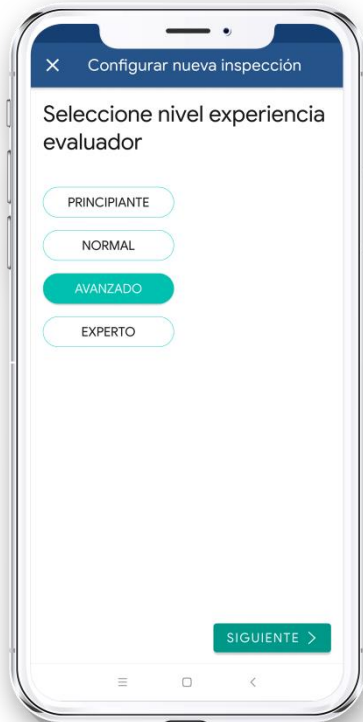 Configurar nueva inspección
Seleccione nivel experiencia
evaluador
PRINCIPIANTE
NORMAL
AVANZADO
EXPERTO
SIGUIENTE